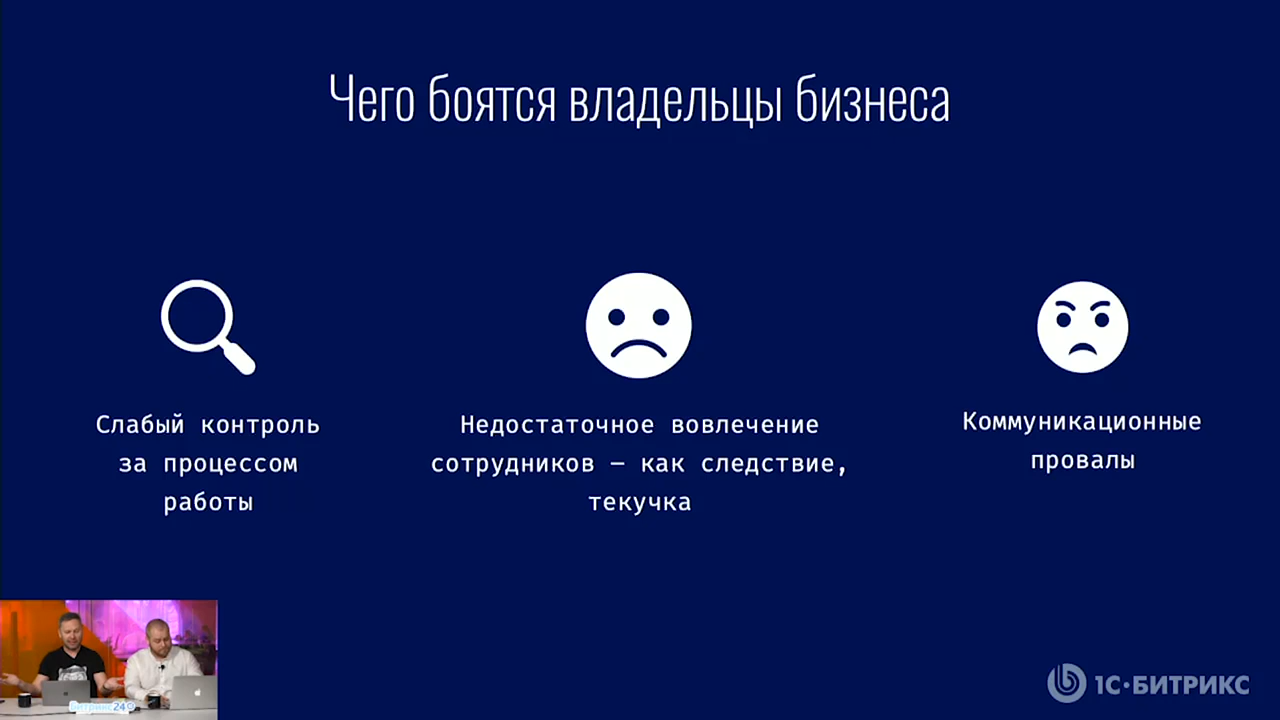 Чего боятся владельцы бизнеса
Слабый контроль
за процессом
работы
Недостаточное вовлечение
сотрудников – как следствие,
текучка
Коммуникационные
провалы
Битрикс24
1С·БИТРИКС